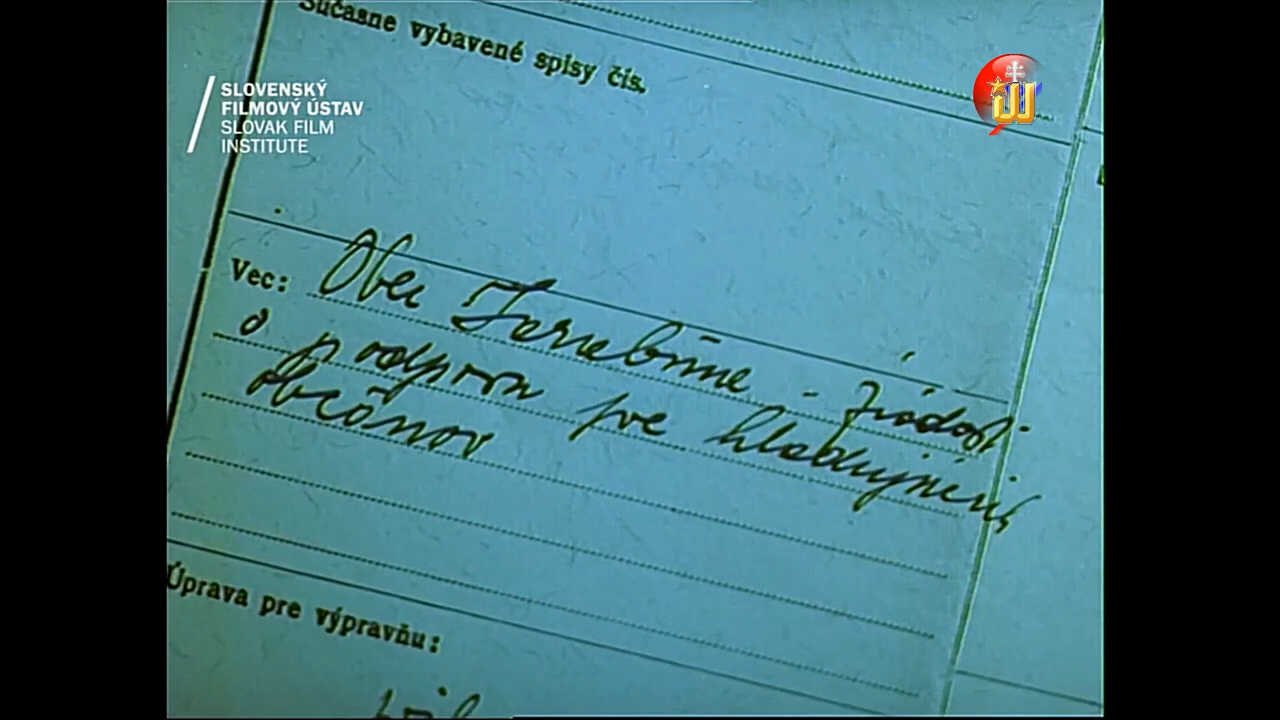 Súčasne vybavené spisy čís.
SLOVENSKÝ
FILMOVÝ ÚSTAV
SLOVAK FILM
INSTITUTE
Vec: Obec Jarabina - žiadosť
o podporu pre hladujúcich
občanov
Úprava pre výpravňu: